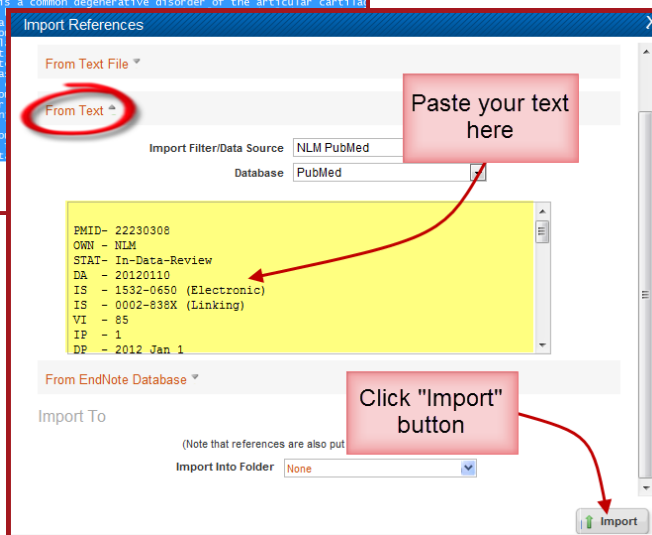 is a common degenerative disorder of the articular cartilag
Import References
X
From Text File
From Text
Paste your text
here
Import Filter/Data Source NLM PubMed
Database PubMed
PMID- 22230308
OWN - NLM
STAT- In-Data-Review
DA - 20120110
IS - 1532-0650 (Electronic)
IS - 0002-838X (Linking)
VI - 85
IP - 1
DP - 2012 Jan 1
From EndNote Database
Click "Import"
button
Import To
(Note that references are also put
Import Into Folder None
Import